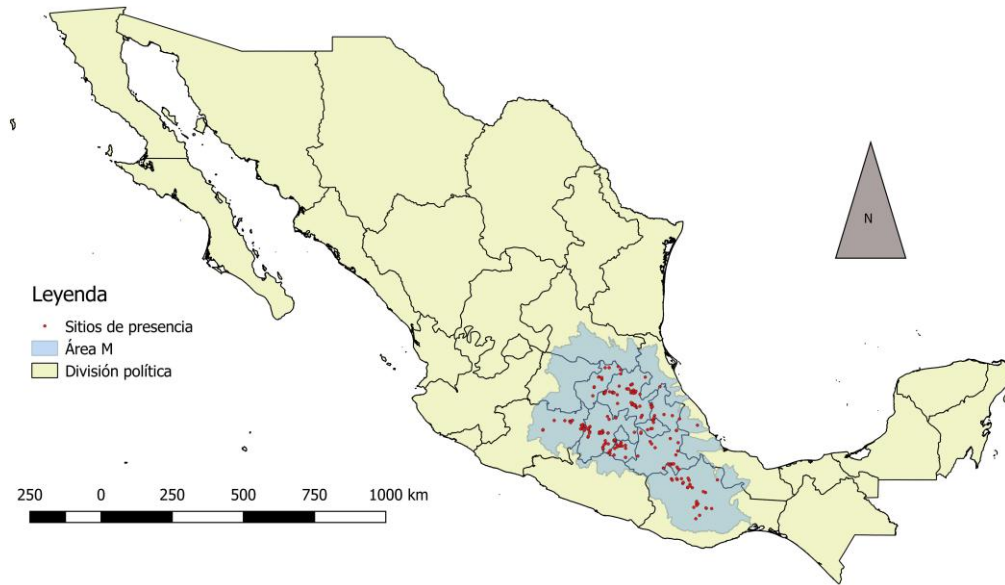 N
Leyenda
Sitios de presencia
Área M
División política
250 0 250 500 750 1000 km